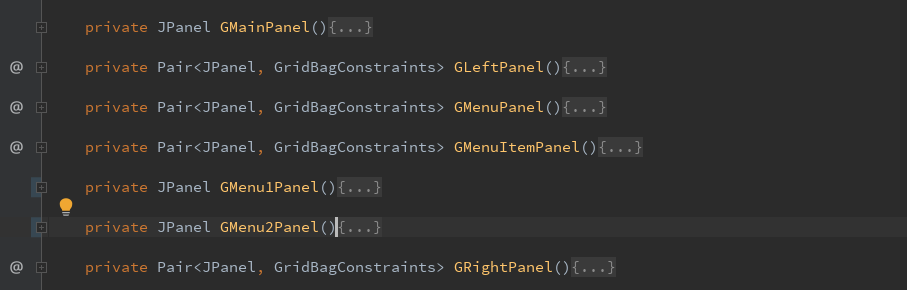 private JPanel GMainPanel(){...}
@ private Pair<JPanel, GridBagConstraints> GLeftPanel(){...}
@ private Pair<JPanel, GridBagConstraints> GMenuPanel(){...}
@ private Pair<JPanel, GridBagConstraints> GMenuItemPanel(){...}
private JPanel GMenu1Panel(){...}
private JPanel GMenu2Panel(){...}
@ private Pair<JPanel, GridBagConstraints> GRightPanel(){...}